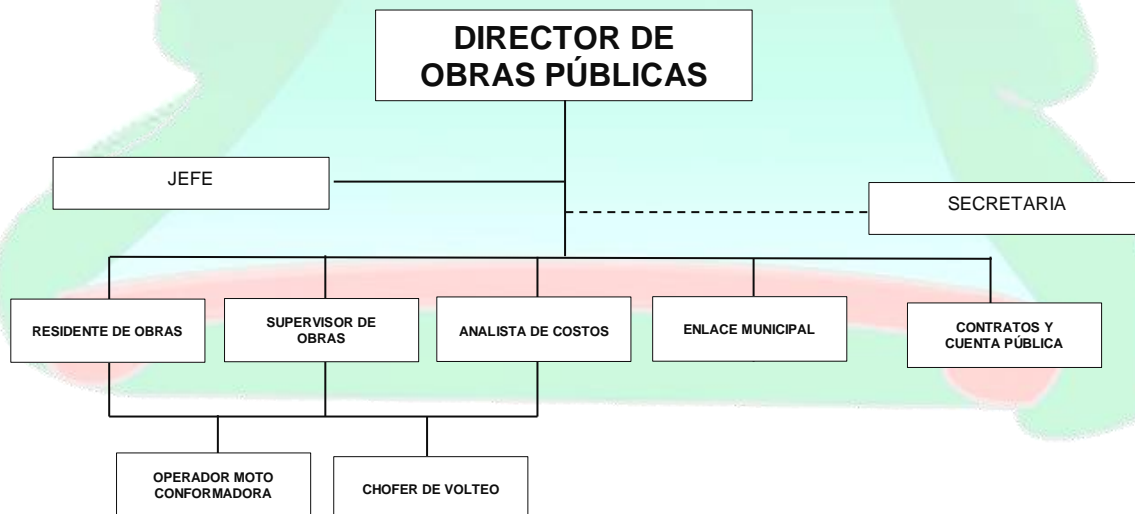 DIRECTOR DE
OBRAS PÚBLICAS
JEFE
SECRETARIA
RESIDENTE DE OBRAS
SUPERVISOR DE
OBRAS
ANALISTA DE COSTOS
ENLACE MUNICIPAL
CONTRATOS Y
CUENTA PÚBLICA
OPERADOR MOTO
CONFORMADORA
CHOFER DE VOLTEO